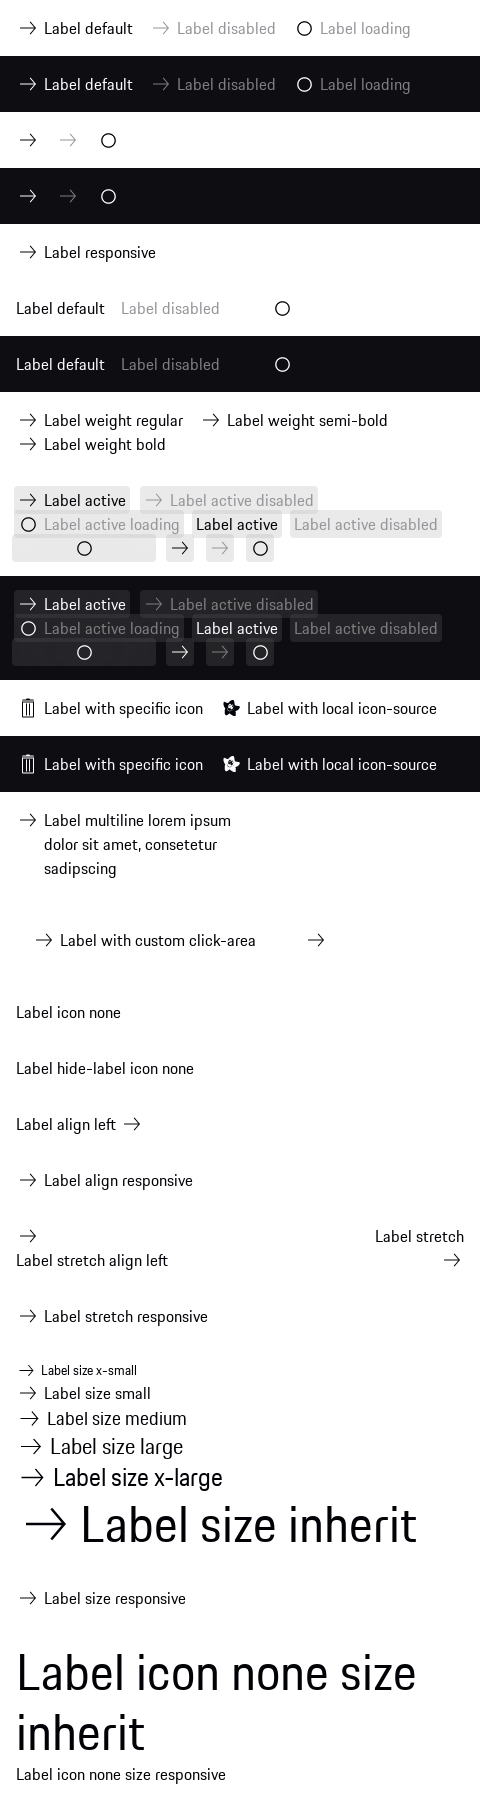 Label default Label disabled Label loading
Label default Label disabled Label loading
Label responsive
Label default Label disabled
Label default Label disabled
Label weight regular Label weight semi-bold
Label weight bold
Label active Label active disabled
Label active loading Label active Label active disabled
Label active Label active disabled
Label active loading Label active Label active disabled
Label with specific icon Label with local icon-source
Label with specific icon Label with local icon-source
Label multiline lorem ipsum
dolor sit amet, consetetur
sadipscing
Label with custom click-area
Label icon none
Label hide-label icon none
Label align left
Label align responsive
Label stretch
Label stretch align left
Label stretch responsive
Label size x-small
Label size small
Label size medium
Label size large
Label size x-large
Label size inherit
Label size responsive
Label icon none size
inherit
Label icon none size responsive